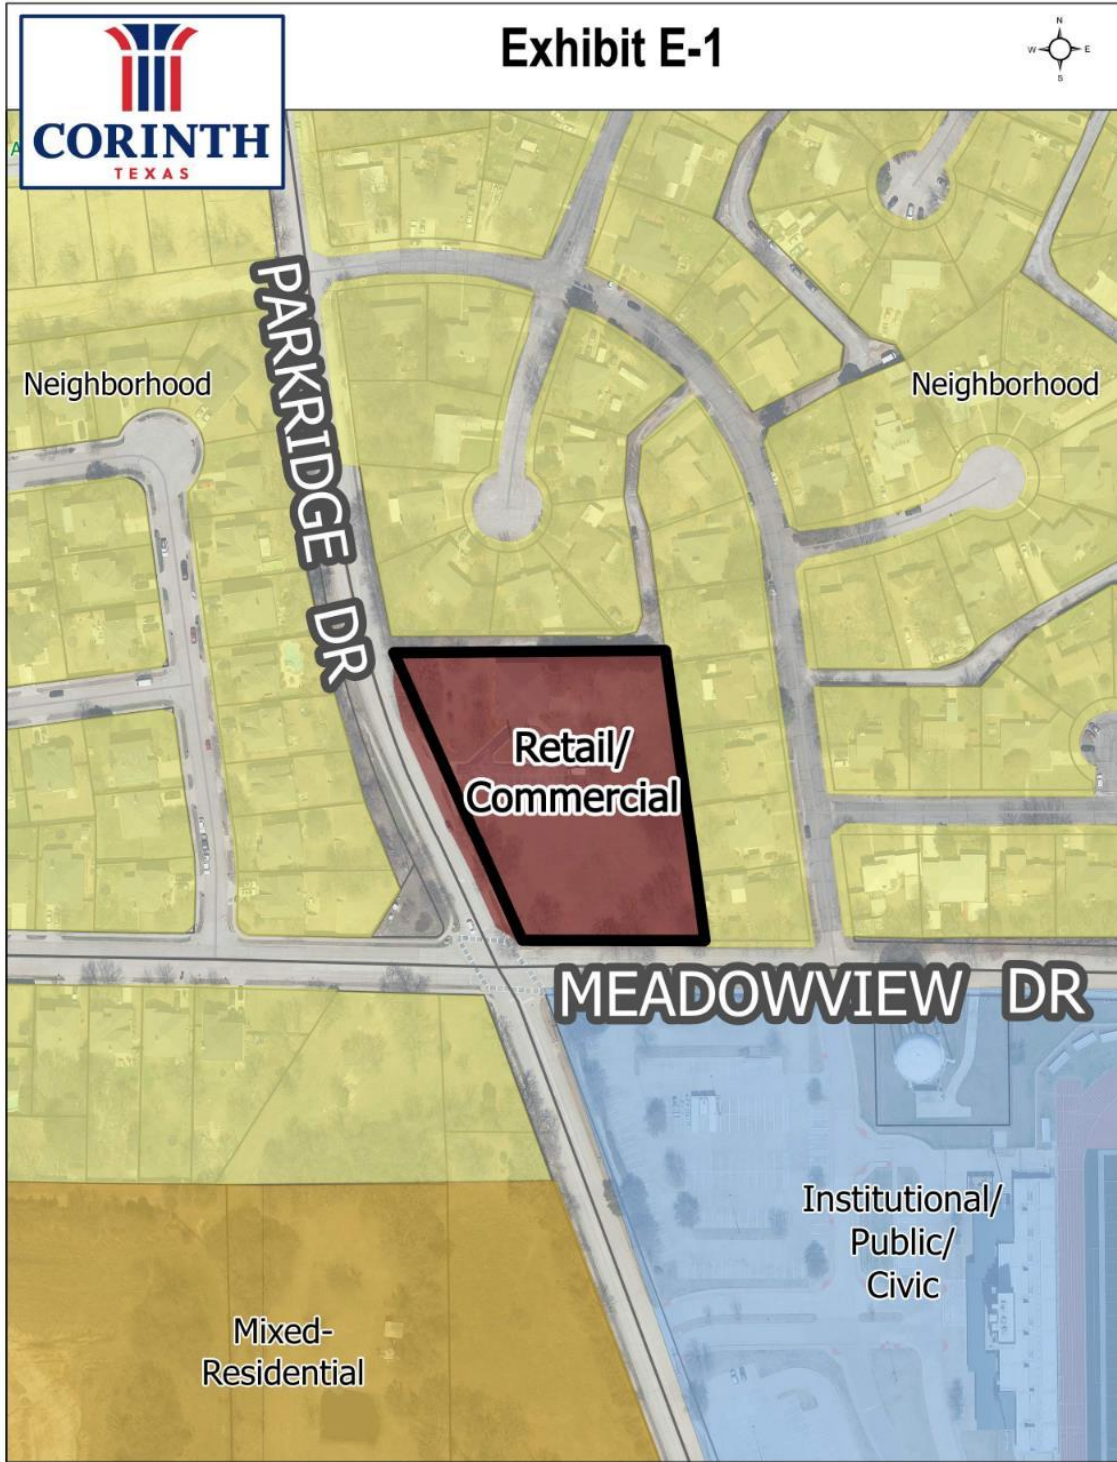 CORINTH
TEXAS
Exhibit E-1
N
W E
S
A
PARKRIDGE DR
Neighborhood
Neighborhood
Retail/
Commercial
MEADOWVIEW DR
Institutional/
Public/
Civic
Mixed-
Residential